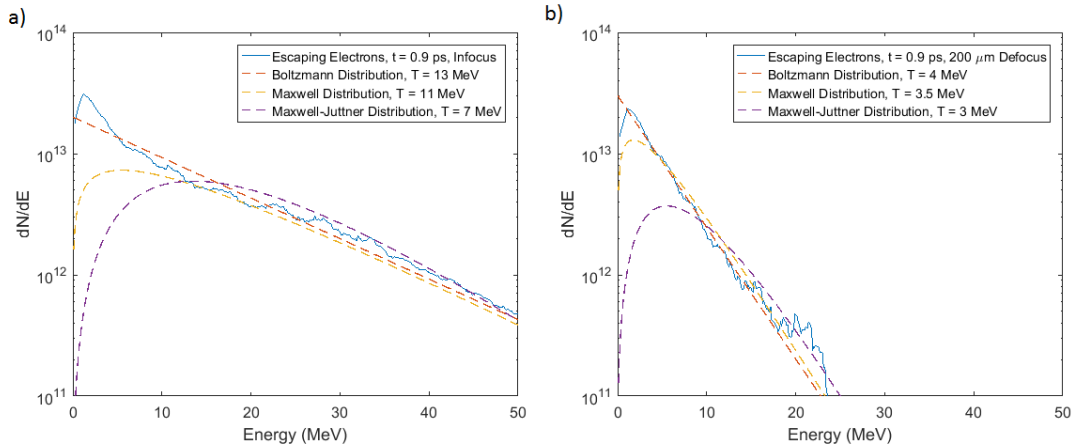 a)
10^14
10^13
10^12
10^11
dN/dE
Escaping Electrons, t = 0.9 ps, Infocus
Boltzmann Distribution, T = 13 MeV
Maxwell Distribution, T = 11 MeV
Maxwell-Juttner Distribution, T = 7 MeV
0 10 20 30 40 50
Energy (MeV)
b)
10^14
10^13
10^12
10^11
dN/dE
Escaping Electrons, t = 0.9 ps, 200 μm Defocus
Boltzmann Distribution, T = 4 MeV
Maxwell Distribution, T = 3.5 MeV
Maxwell-Juttner Distribution, T = 3 MeV
0 10 20 30 40 50
Energy (MeV)